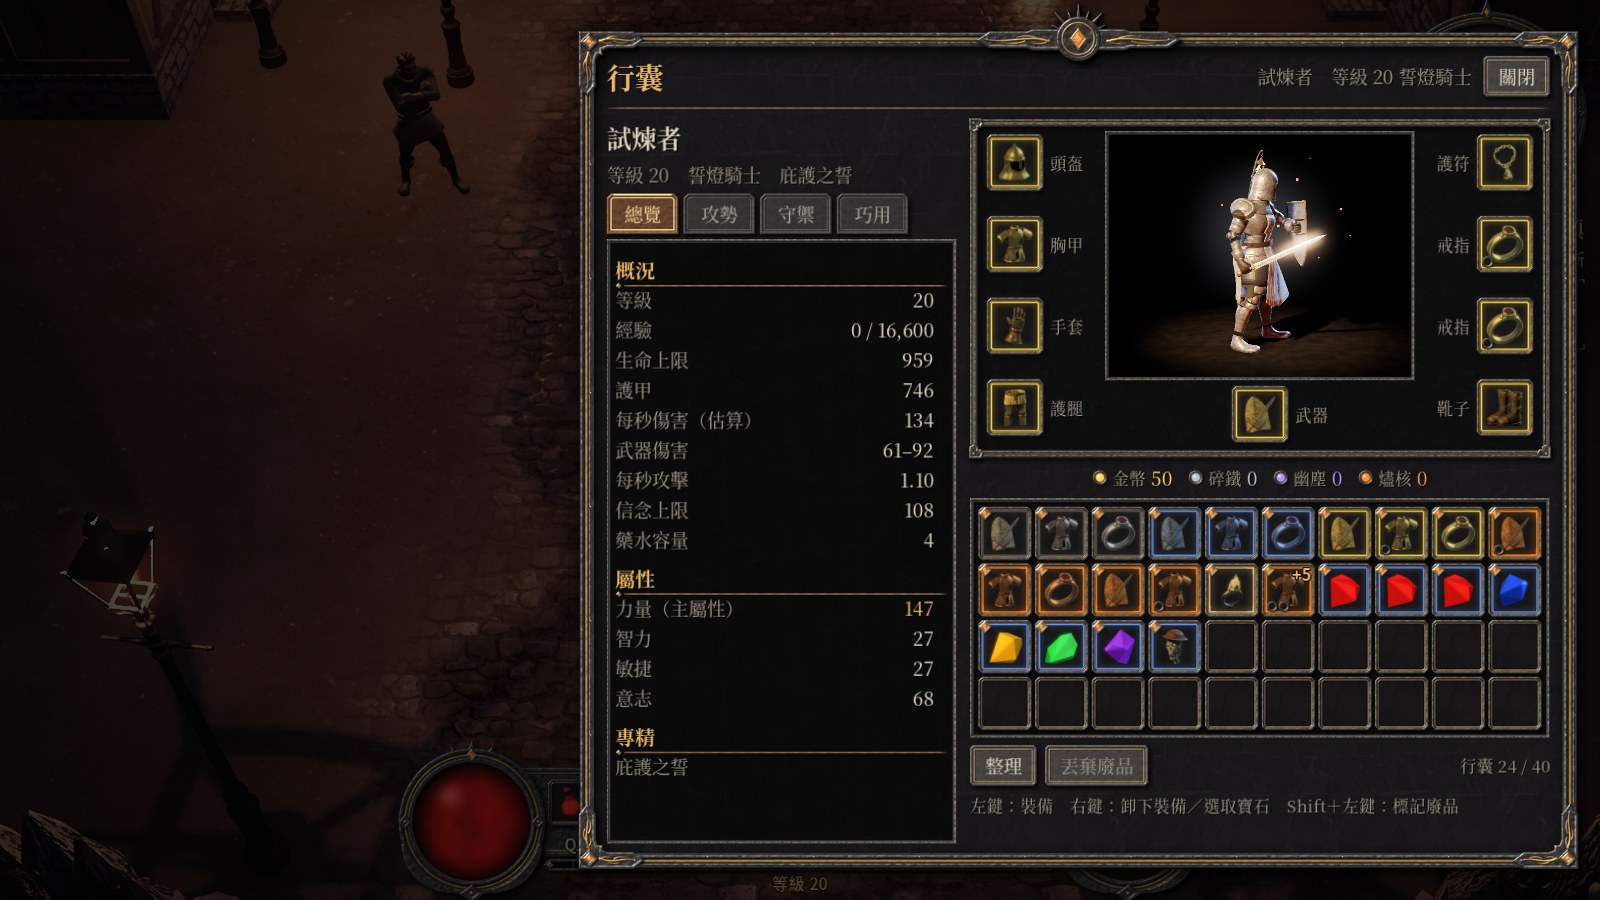 行囊
試煉者 等級 20 誓燈騎士
關閉
試煉者
等級 20 誓燈騎士 庇護之誓
總覽 攻勢 守禦 巧用
概況
等級 20
經驗 0 / 16,600
生命上限 959
護甲 746
每秒傷害（估算） 134
武器傷害 61–92
每秒攻擊 1.10
信念上限 108
藥水容量 4
屬性
力量（主屬性） 147
智力 27
敏捷 27
意志 68
專精
庇護之誓
頭盔 護符
胸甲 戒指
手套 戒指
護腿 武器 靴子
金幣 50 碎鐵 0 幽塵 0 燼核 0
+5
整理 丟棄廢品 行囊 24 / 40
左鍵：裝備 右鍵：卸下裝備／選取寶石 Shift＋左鍵：標記廢品
Q
等級 20